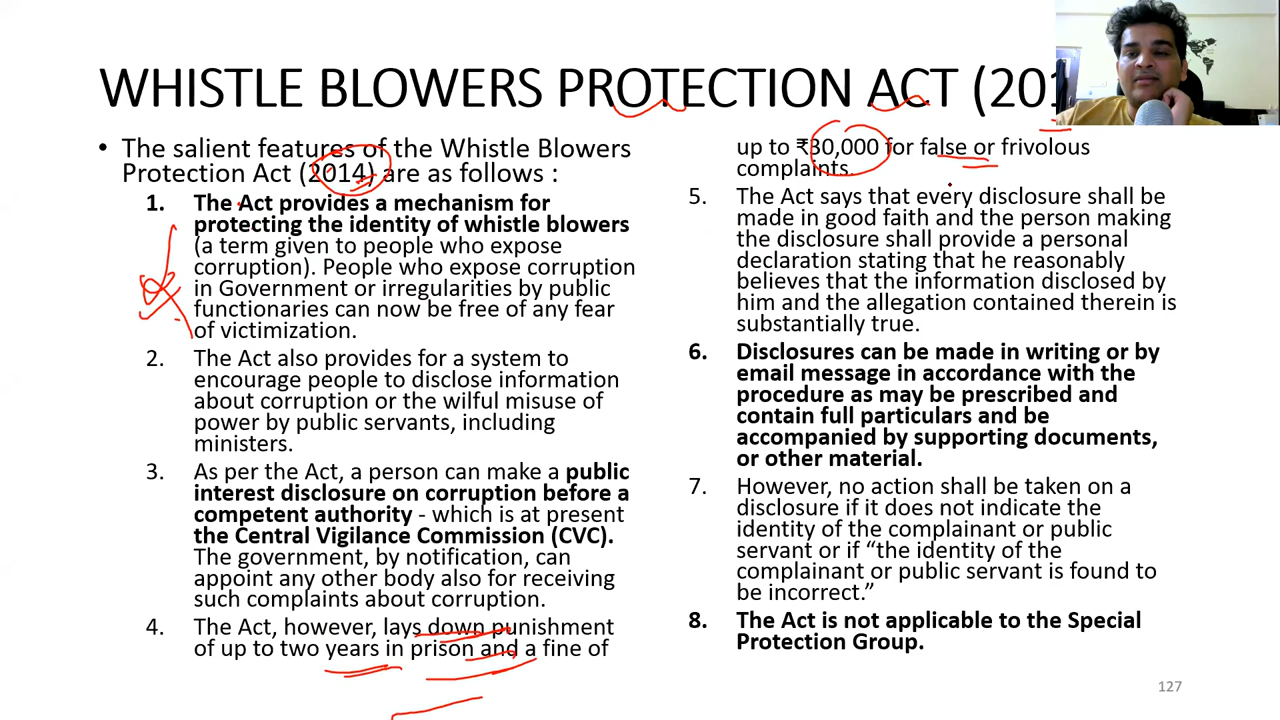 WHISTLE BLOWERS PROTECTION ACT (201
• The salient features of the Whistle Blowers
Protection Act (2014) are as follows :
1. The Act provides a mechanism for
protecting the identity of whistle blowers
(a term given to people who expose
corruption). People who expose corruption
in Government or irregularities by public
functionaries can now be free of any fear
of victimization.
2. The Act also provides for a system to
encourage people to disclose information
about corruption or the wilful misuse of
power by public servants, including
ministers.
3. As per the Act, a person can make a public
interest disclosure on corruption before a
competent authority - which is at present
the Central Vigilance Commission (CVC).
The government, by notification, can
appoint any other body also for receiving
such complaints about corruption.
4. The Act, however, lays down punishment
of up to two years in prison and a fine of
up to ₹30,000 for false or frivolous
complaints.
5. The Act says that every disclosure shall be
made in good faith and the person making
the disclosure shall provide a personal
declaration stating that he reasonably
believes that the information disclosed by
him and the allegation contained therein is
substantially true.
6. Disclosures can be made in writing or by
email message in accordance with the
procedure as may be prescribed and
contain full particulars and be
accompanied by supporting documents,
or other material.
7. However, no action shall be taken on a
disclosure if it does not indicate the
identity of the complainant or public
servant or if “the identity of the
complainant or public servant is found to
be incorrect.”
8. The Act is not applicable to the Special
Protection Group.
127